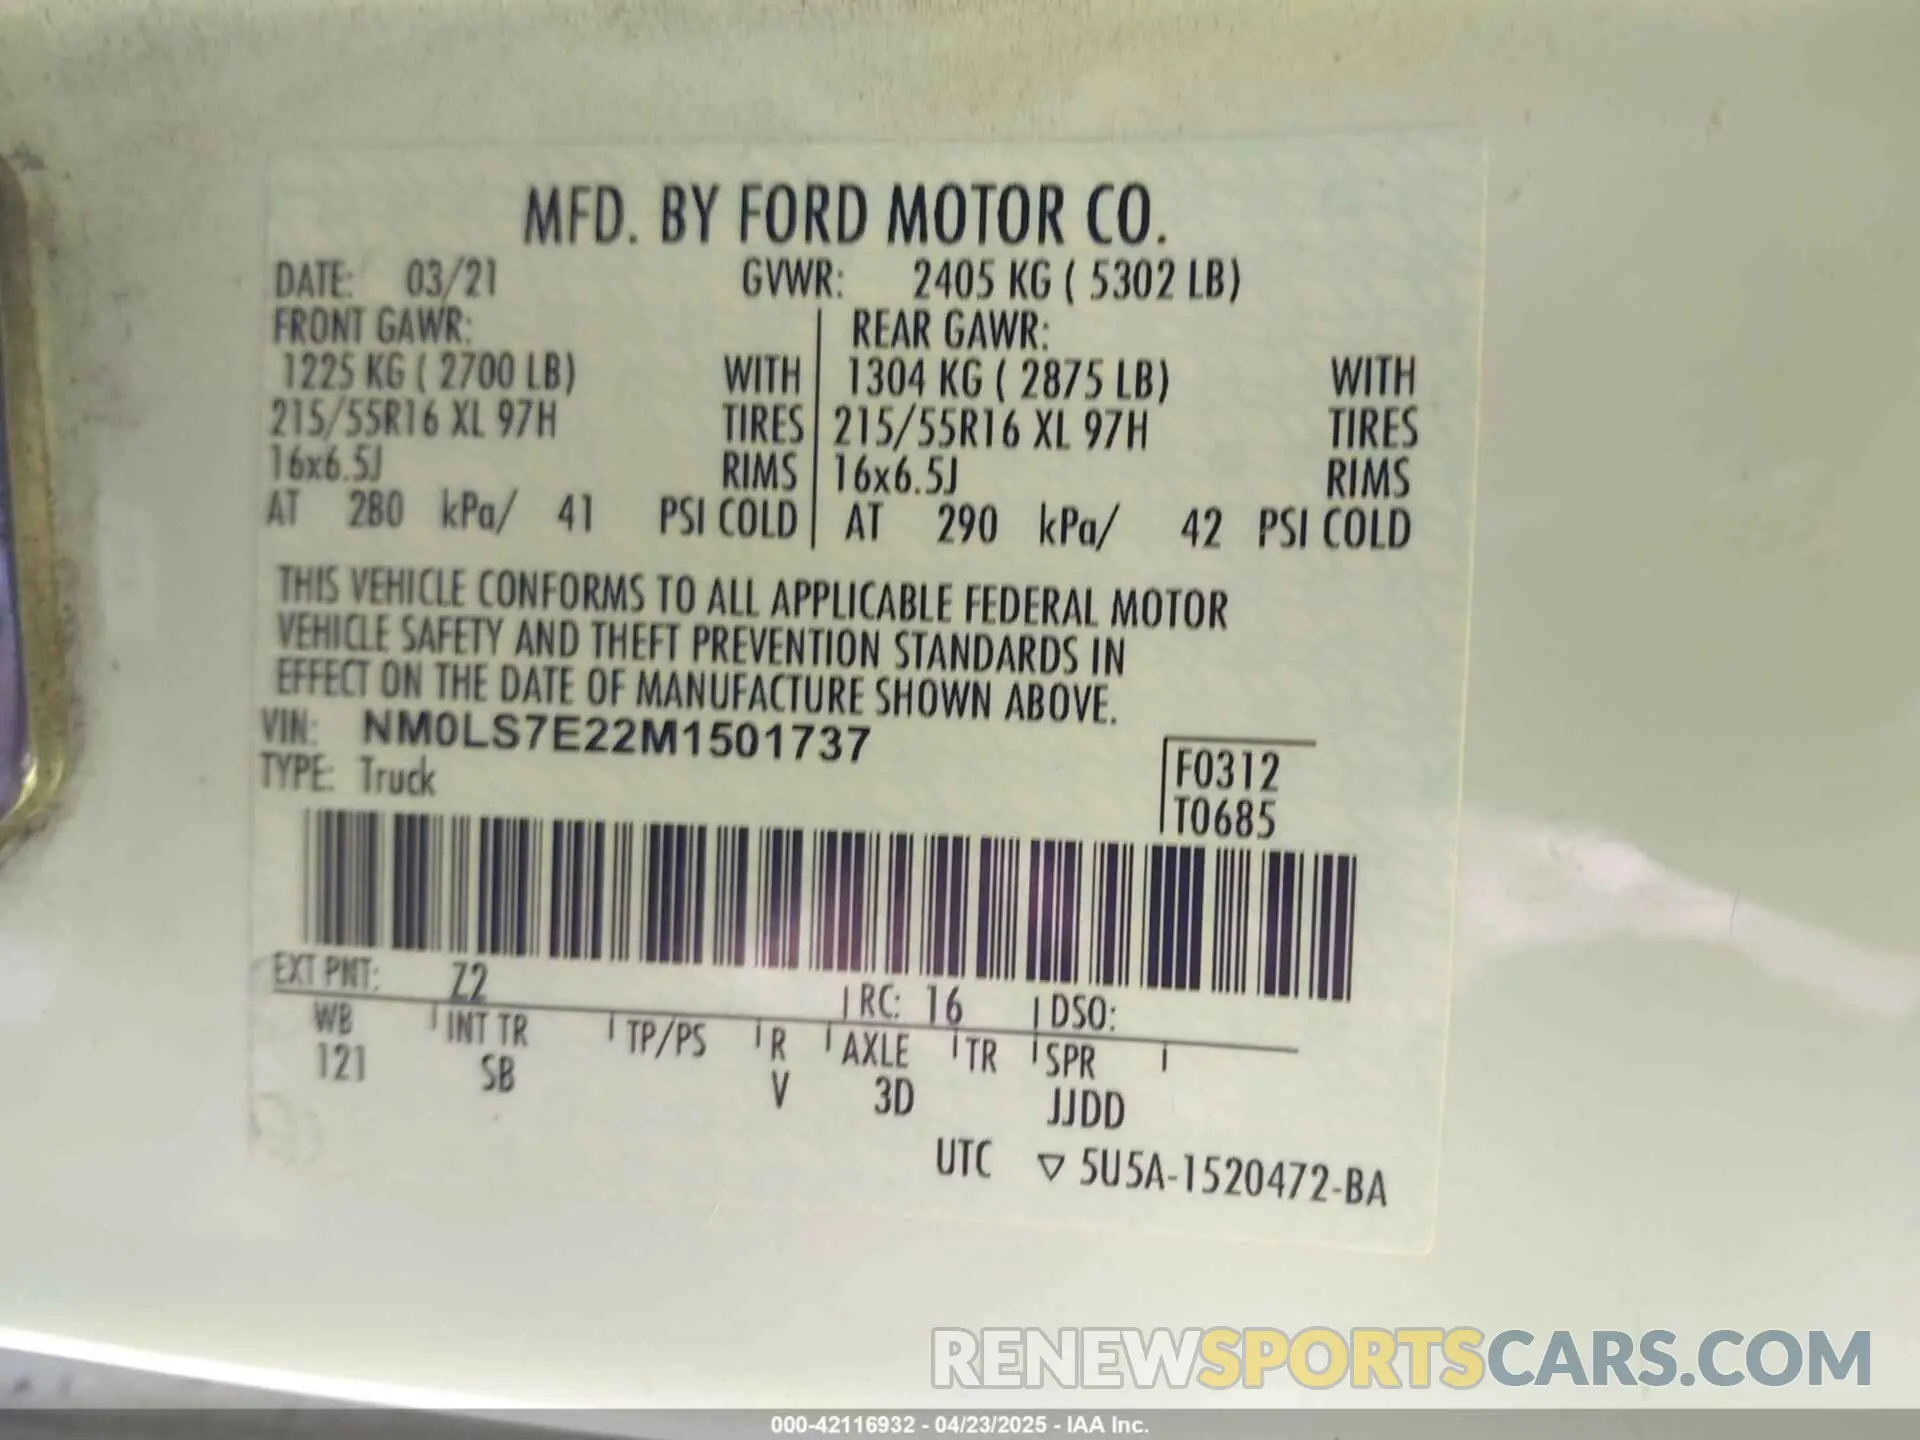 MFD. BY FORD MOTOR CO.
DATE: 03/21 GVWR: 2405 KG ( 5302 LB)
FRONT GAWR: REAR GAWR:
1225 KG ( 2700 LB) WITH 1304 KG ( 2875 LB) WITH
215/55R16 XL 97H TIRES 215/55R16 XL 97H TIRES
16x6.5J RIMS 16x6.5J RIMS
AT 280 kPa/ 41 PSI COLD AT 290 kPa/ 42 PSI COLD
THIS VEHICLE CONFORMS TO ALL APPLICABLE FEDERAL MOTOR
VEHICLE SAFETY AND THEFT PREVENTION STANDARDS IN
EFFECT ON THE DATE OF MANUFACTURE SHOWN ABOVE.
VIN: NM0LS7E22M1501737
TYPE: Truck
F0312
T0685
EXT PNT: Z2 RC: 16 DSO:
WB INT TR TP/PS R AXLE TR SPR
121 SB V 3D JJDD
UTC ▽ 5U5A-1520472-BA
RENEWSPORTSCARS.COM
000-42116932 - 04/23/2025 - IAA Inc.